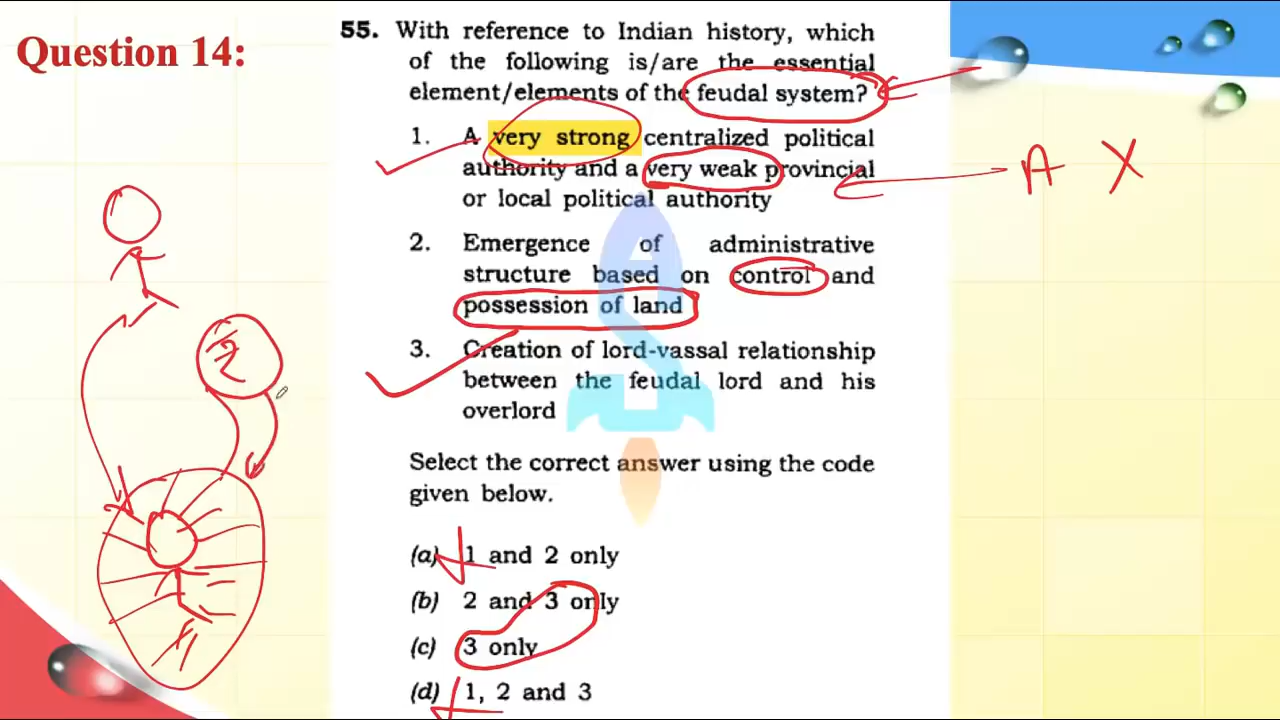 Question 14:
55. With reference to Indian history, which
of the following is/are the essential
element/elements of the feudal system?
1. A very strong centralized political
authority and a very weak provincial
or local political authority
A X
2. Emergence of administrative
structure based on control and
possession of land
₹
3. Creation of lord-vassal relationship
between the feudal lord and his
overlord
Select the correct answer using the code
given below.
(a) 1 and 2 only
(b) 2 and 3 only
(c) 3 only
(d) 1, 2 and 3